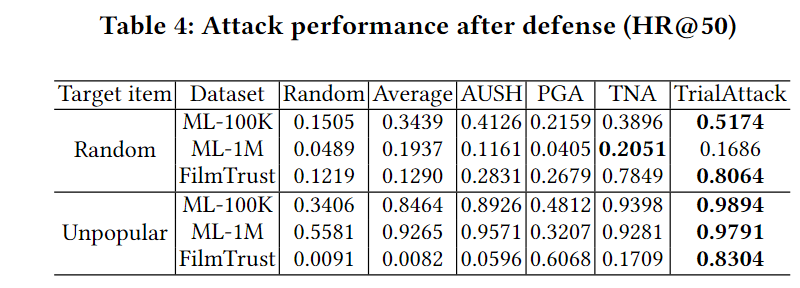 Table 4: Attack performance after defense (HR@50)
Target item Dataset Random Average AUSH PGA TNA TrialAttack
Random ML-100K 0.1505 0.3439 0.4126 0.2159 0.3896 0.5174
ML-1M 0.0489 0.1937 0.1161 0.0405 0.2051 0.1686
FilmTrust 0.1219 0.1290 0.2831 0.2679 0.7849 0.8064
Unpopular ML-100K 0.3406 0.8464 0.8926 0.4812 0.9398 0.9894
ML-1M 0.5581 0.9265 0.9571 0.3207 0.9281 0.9791
FilmTrust 0.0091 0.0082 0.0596 0.6068 0.1709 0.8304